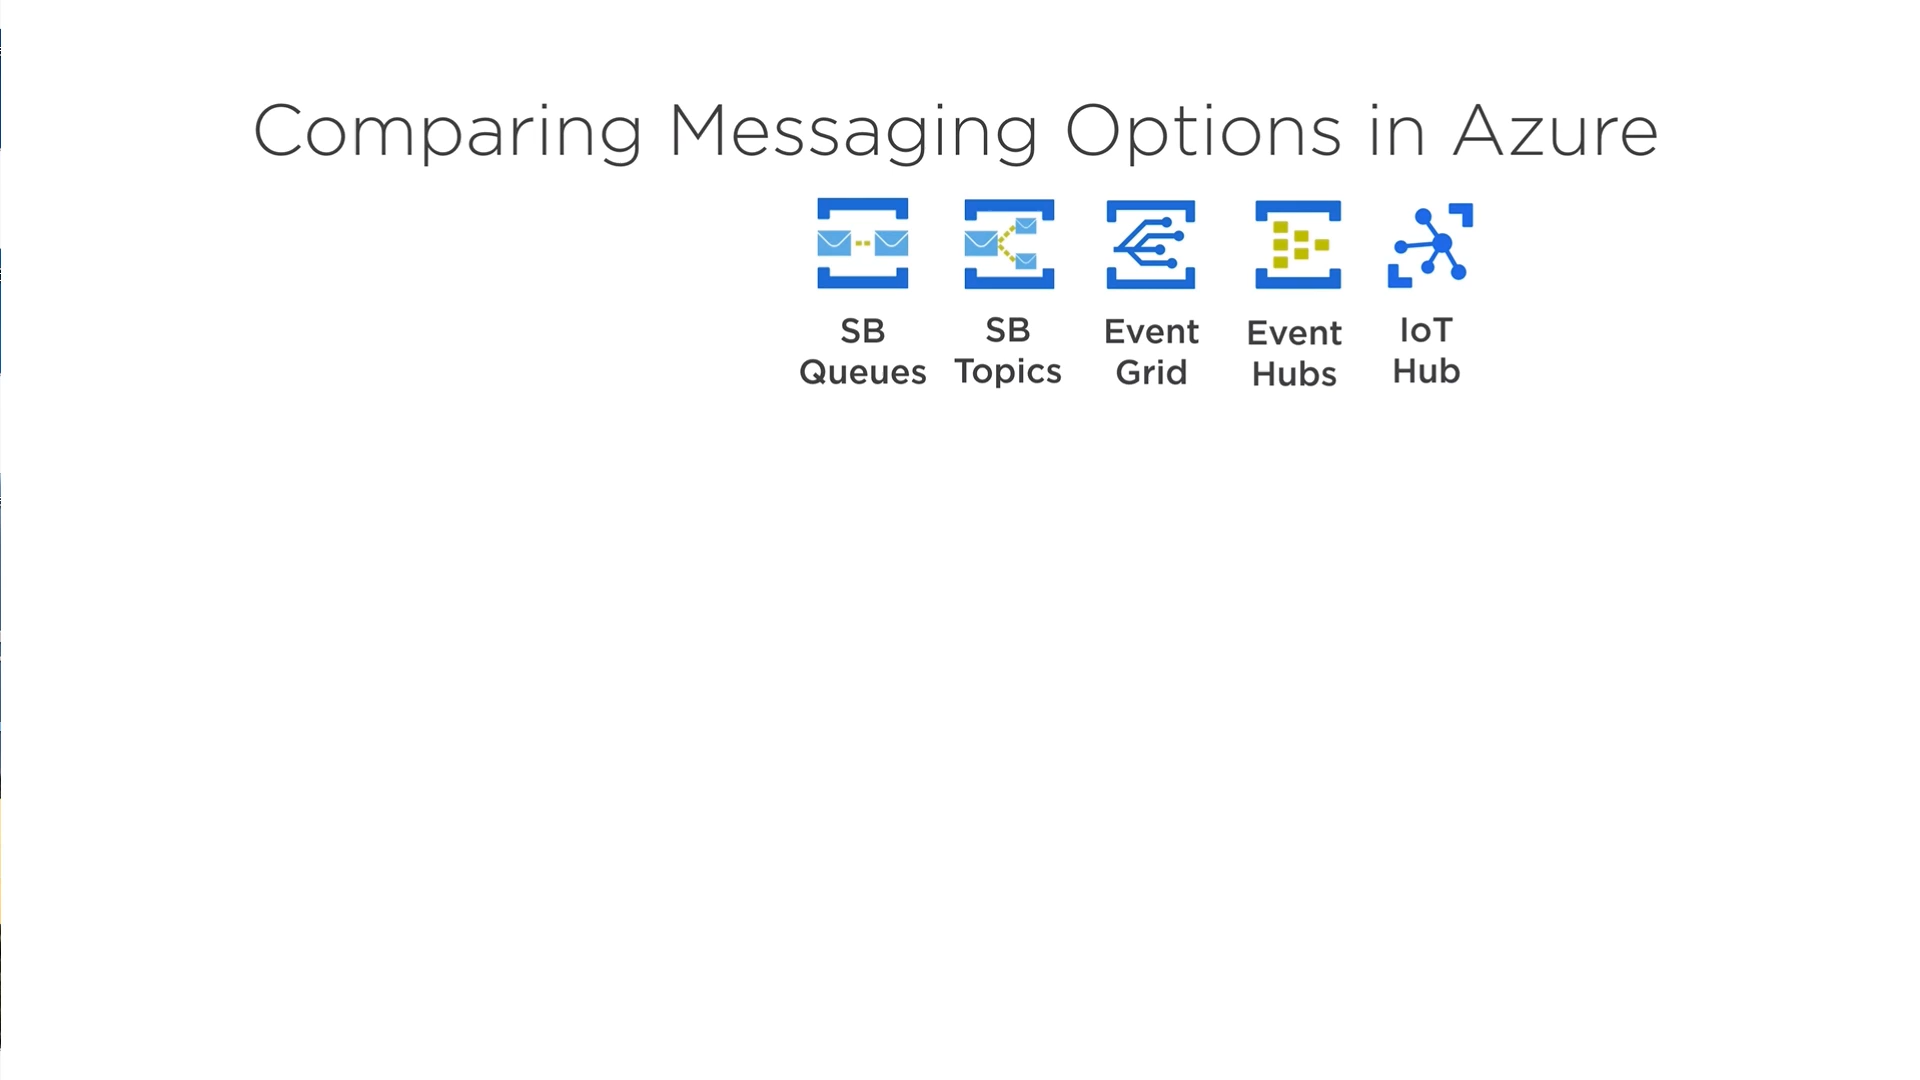 Comparing Messaging Options in Azure
SB Queues
SB Topics
Event Grid
Event Hubs
IoT Hub